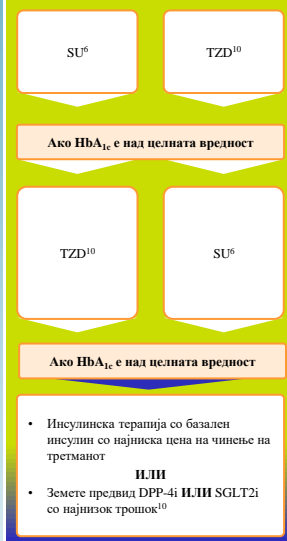 SU⁶
TZD¹⁰
Ако HbA₁c е над целната вредност
TZD¹⁰
SU⁶
Ако HbA₁c е над целната вредност
• Инсулинска терапија со базален
инсулин со најниска цена на чинење на
третманот
ИЛИ
• Земете предвид DPP-4i ИЛИ SGLT2i
со најнизок трошок¹⁰